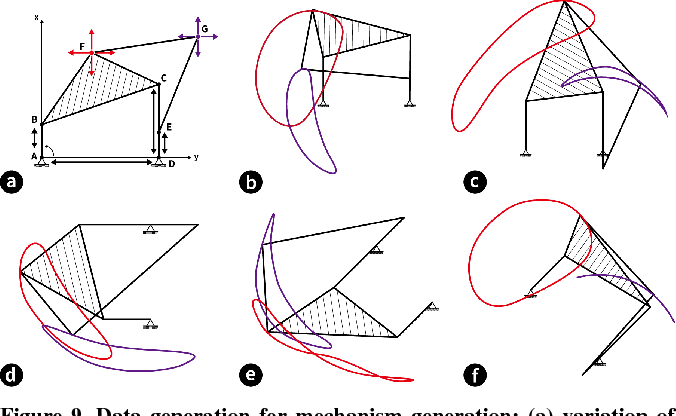 x
F
G
C
B
E
A
D
y
a
b
c
d
e
f
Figure 9. Data generation for mechanism generation: (a) variation of